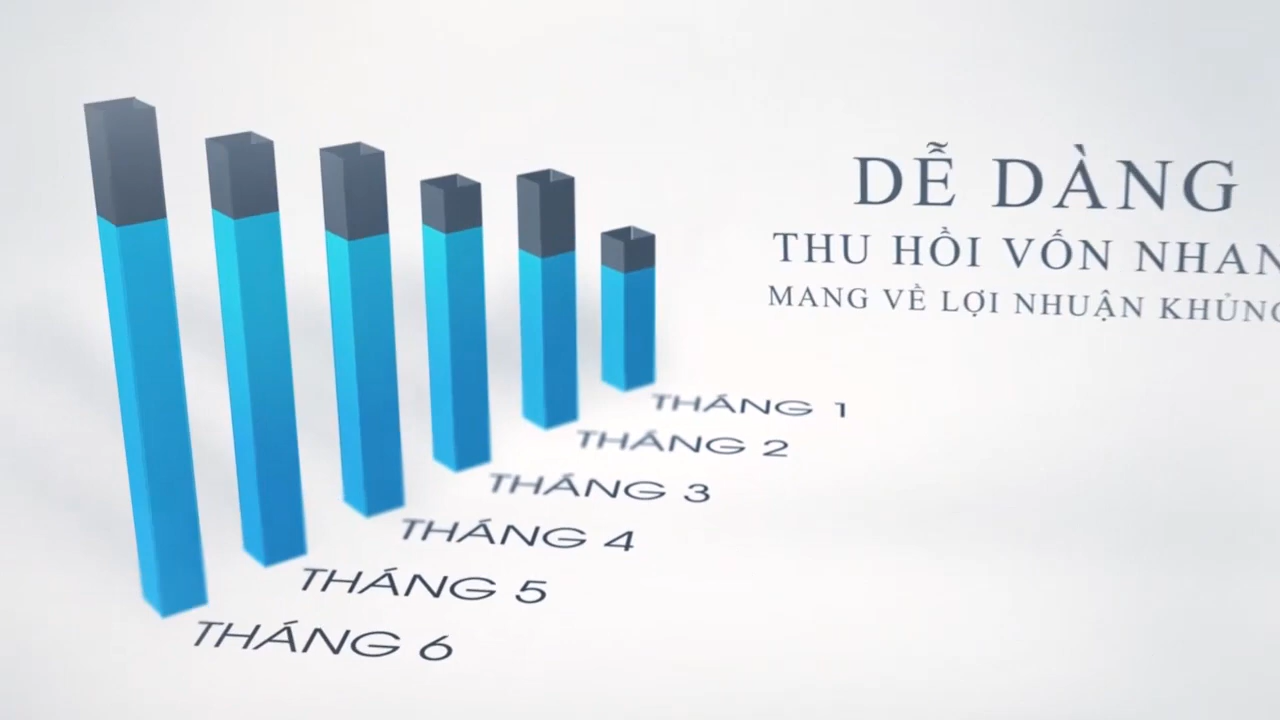 DỄ DÀNG
THU HỒI VỐN NHAN
MANG VỀ LỢI NHUẬN KHỦNG
THÁNG 1
THÁNG 2
THÁNG 3
THÁNG 4
THÁNG 5
THÁNG 6